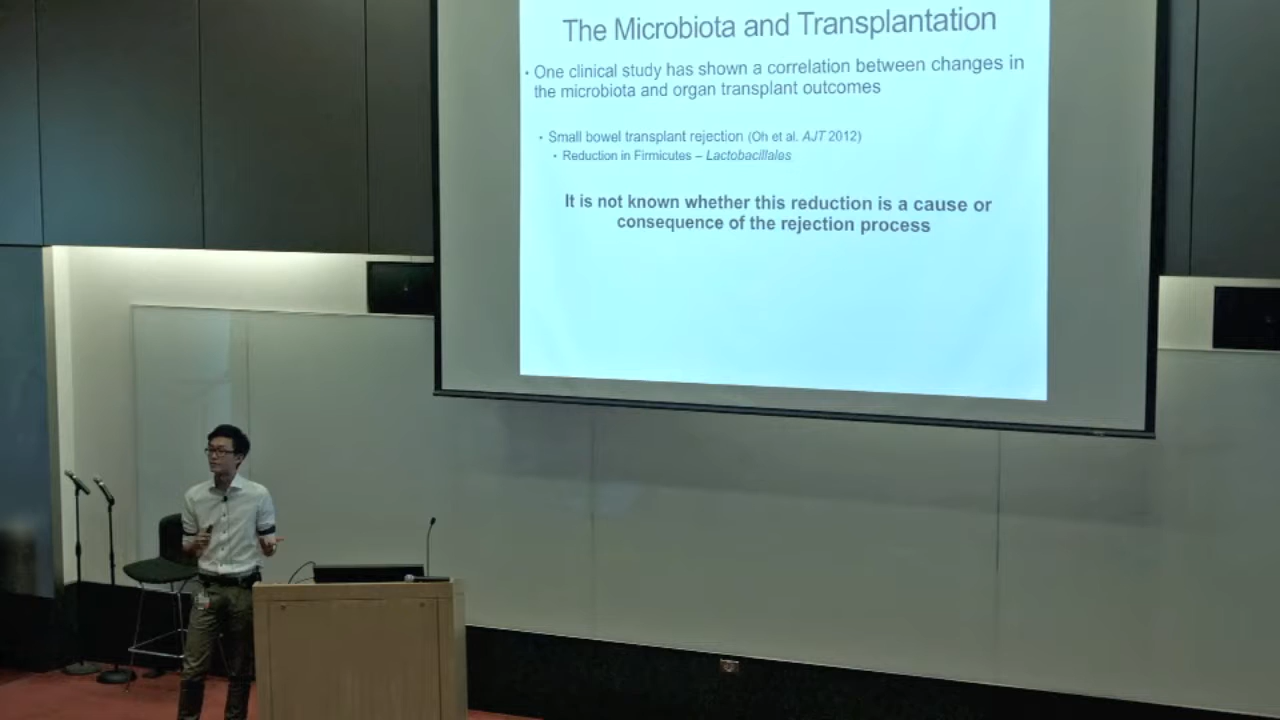 The Microbiota and Transplantation
• One clinical study has shown a correlation between changes in
the microbiota and organ transplant outcomes
• Small bowel transplant rejection (Oh et al. AJT 2012)
• Reduction in Firmicutes – Lactobacillales
It is not known whether this reduction is a cause or
consequence of the rejection process